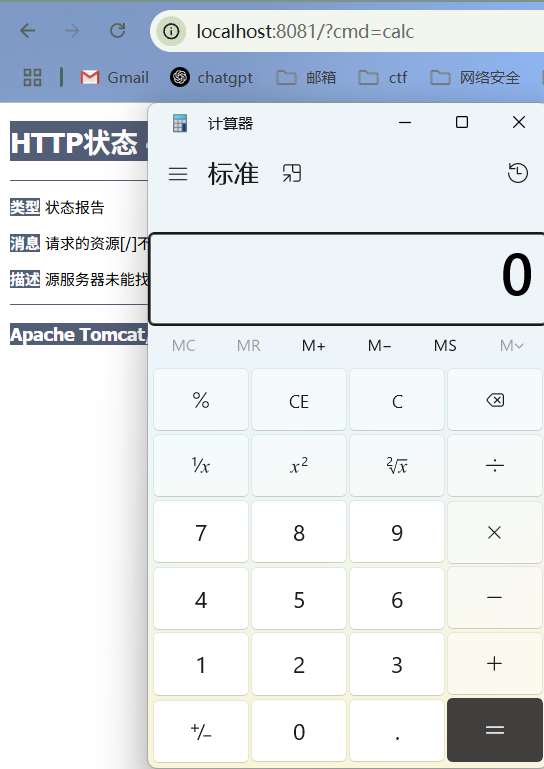 localhost:8081/?cmd=calc
Gmail chatgpt 邮箱 ctf 网络安全
HTTP状态
类型 状态报告
消息 请求的资源[/]不
描述 源服务器未能找
Apache Tomcat
计算器
标准
0
MC MR M+ M− MS M
% CE C
¹⁄x x² ²√x ÷
7 8 9 ×
4 5 6 −
1 2 3 +
+/− 0 . =